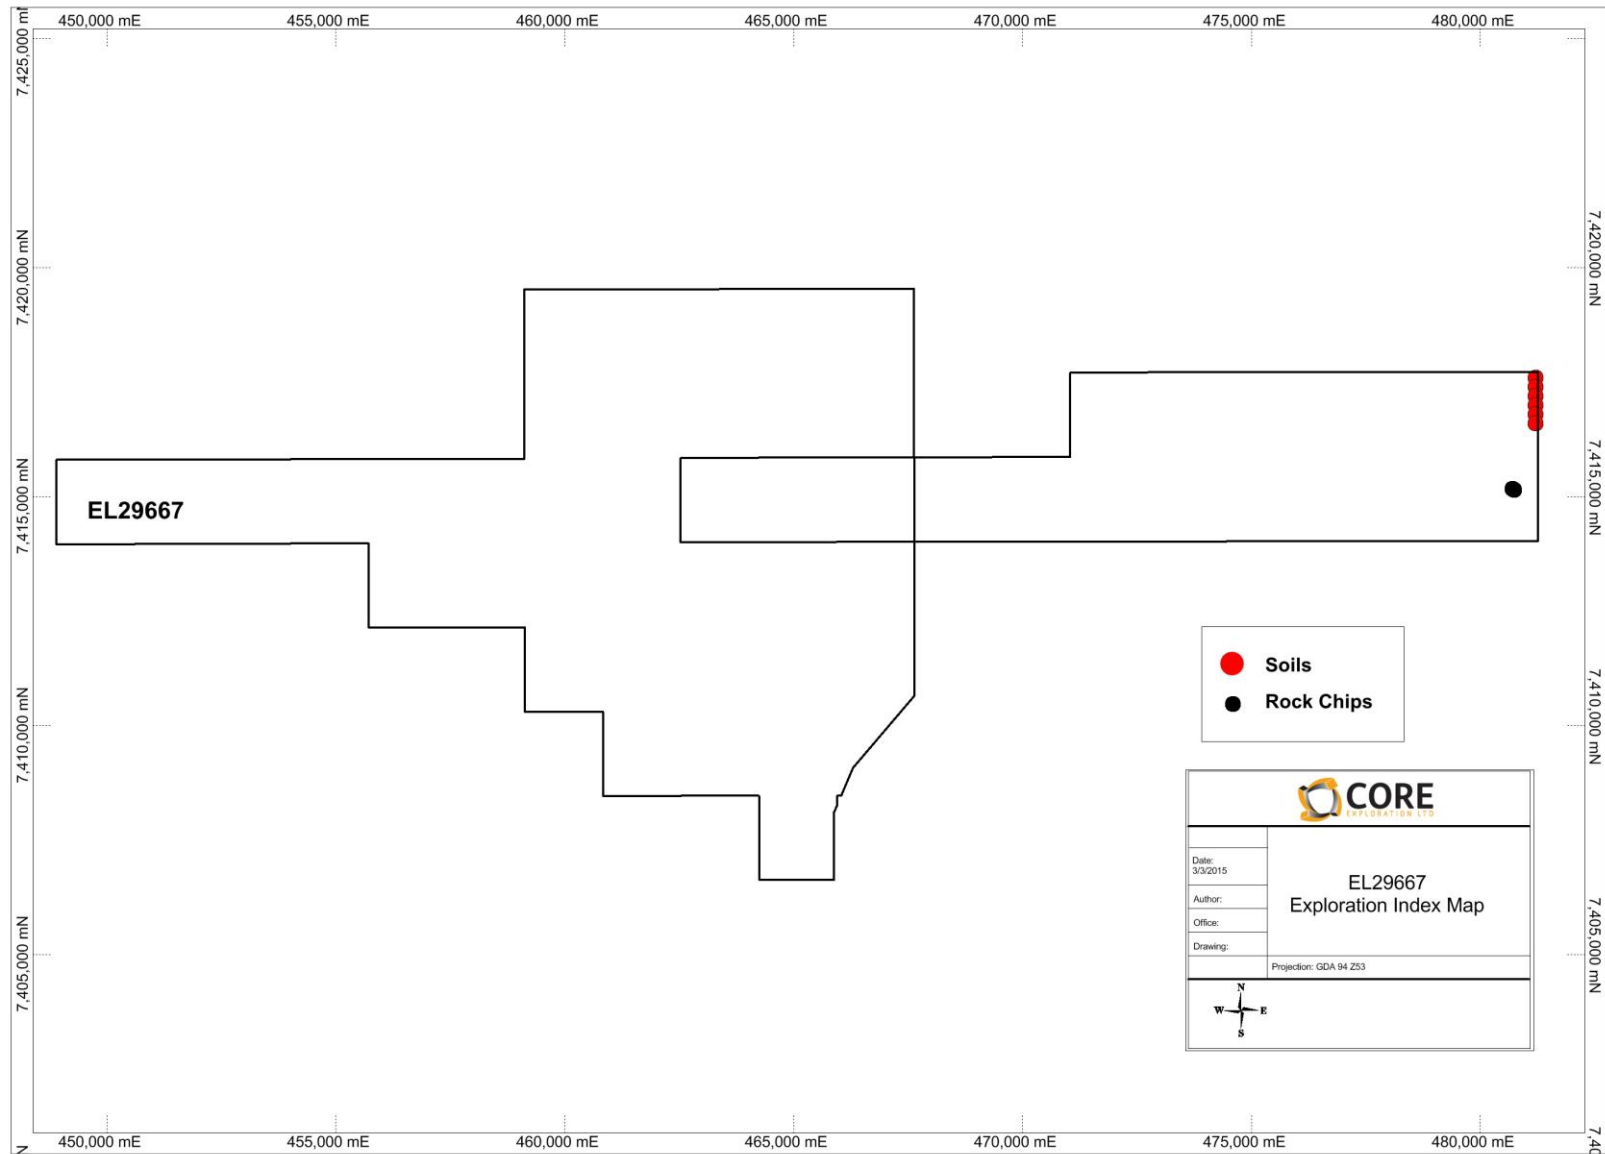 450,000 mE 455,000 mE 460,000 mE 465,000 mE 470,000 mE 475,000 mE 480,000 mE
7,425,000 m
7,420,000 mN
7,420,000 mN
7,415,000 mN
7,415,000 mN
EL29667
7,410,000 mN
7,410,000 mN
7,405,000 mN
7,405,000 mN
Soils
Rock Chips
CORE
EXPLORATION LTD
Date:
3/3/2015
Author:
Office:
Drawing:
EL29667
Exploration Index Map
Projection: GDA 94 Z53
N
W E
S
N
7,40
450,000 mE 455,000 mE 460,000 mE 465,000 mE 470,000 mE 475,000 mE 480,000 mE